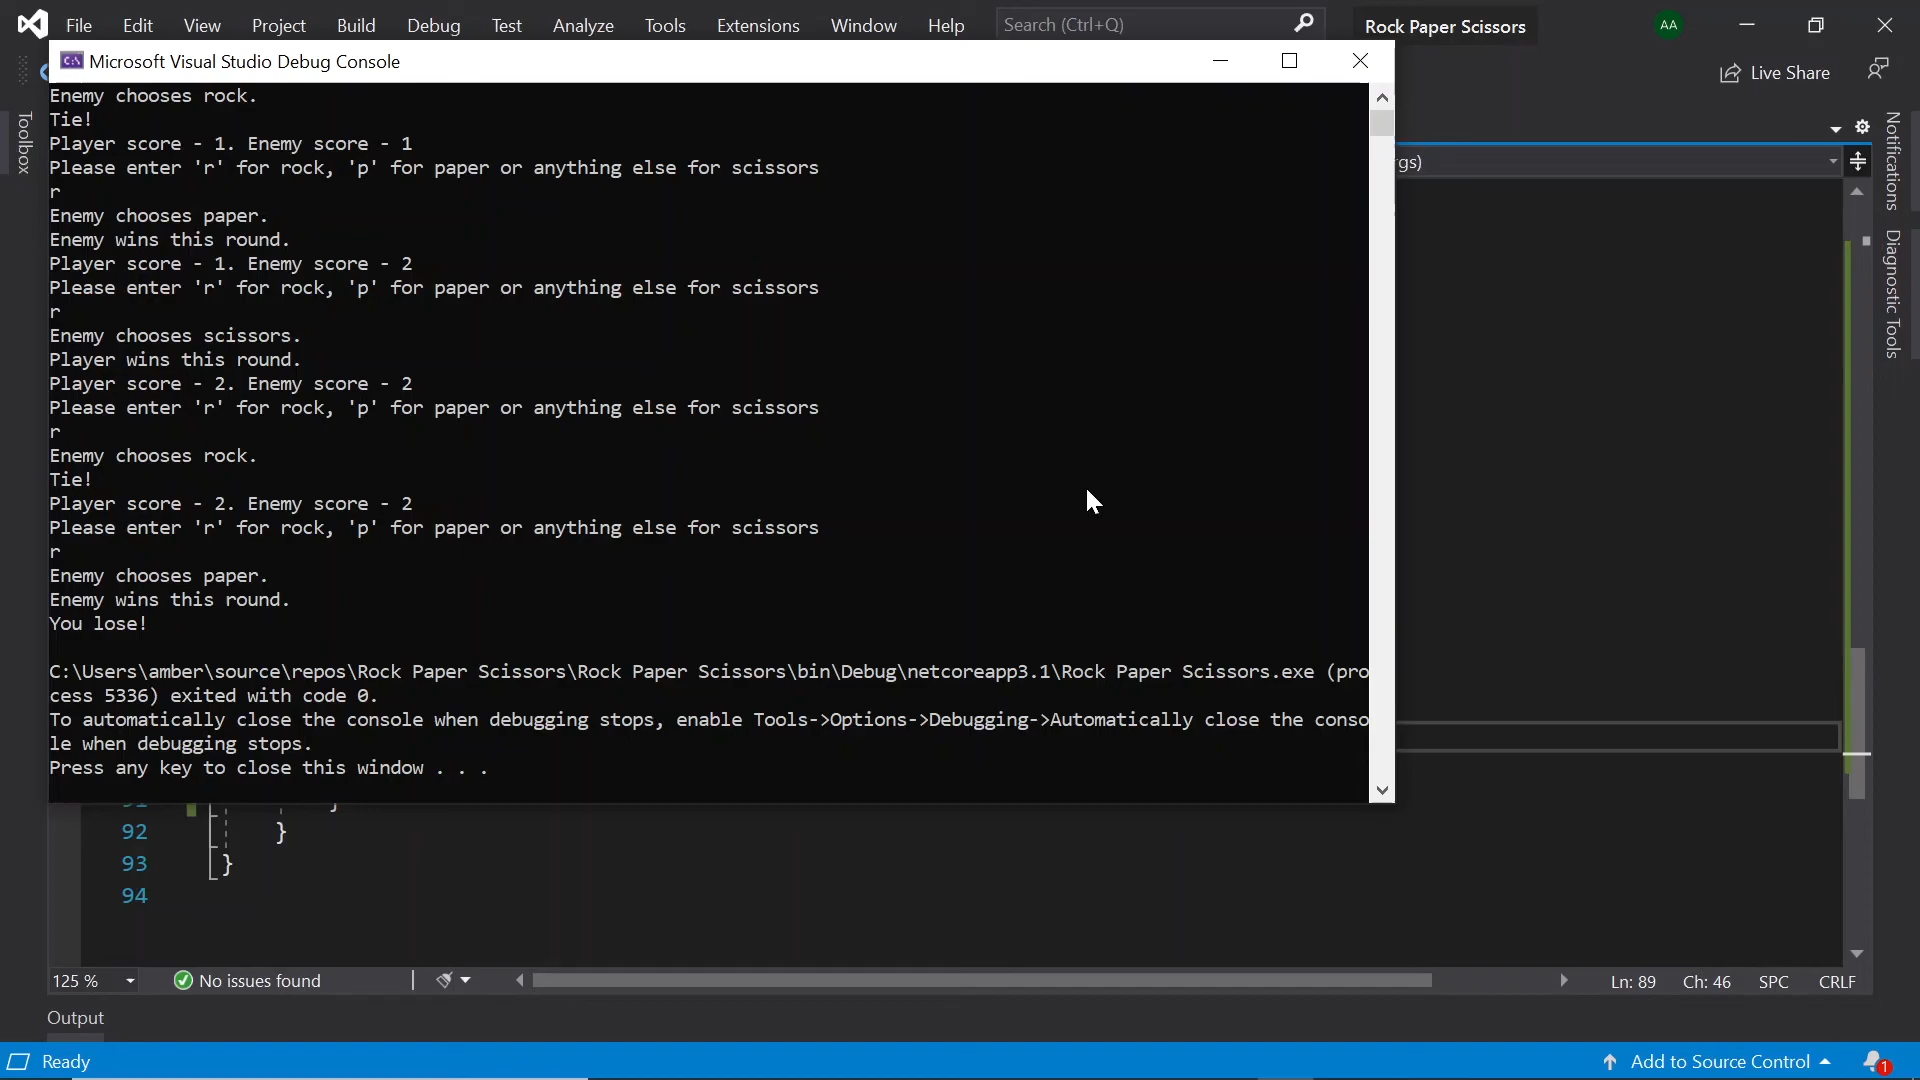 File Edit View Project Build Debug Test Analyze Tools Extensions Window Help Search (Ctrl+Q) Rock Paper Scissors AA
Microsoft Visual Studio Debug Console
Live Share
Toolbox
Notifications
Diagnostic Tools
rgs)
Enemy chooses rock.
Tie!
Player score - 1. Enemy score - 1
Please enter 'r' for rock, 'p' for paper or anything else for scissors
r
Enemy chooses paper.
Enemy wins this round.
Player score - 1. Enemy score - 2
Please enter 'r' for rock, 'p' for paper or anything else for scissors
r
Enemy chooses scissors.
Player wins this round.
Player score - 2. Enemy score - 2
Please enter 'r' for rock, 'p' for paper or anything else for scissors
r
Enemy chooses rock.
Tie!
Player score - 2. Enemy score - 2
Please enter 'r' for rock, 'p' for paper or anything else for scissors
r
Enemy chooses paper.
Enemy wins this round.
You lose!
C:\Users\amber\source\repos\Rock Paper Scissors\Rock Paper Scissors\bin\Debug\netcoreapp3.1\Rock Paper Scissors.exe (pro
cess 5336) exited with code 0.
To automatically close the console when debugging stops, enable Tools->Options->Debugging->Automatically close the conso
le when debugging stops.
Press any key to close this window . . .
92 }
93 }
94
125 % No issues found Ln: 89 Ch: 46 SPC CRLF
Output
Ready Add to Source Control 1